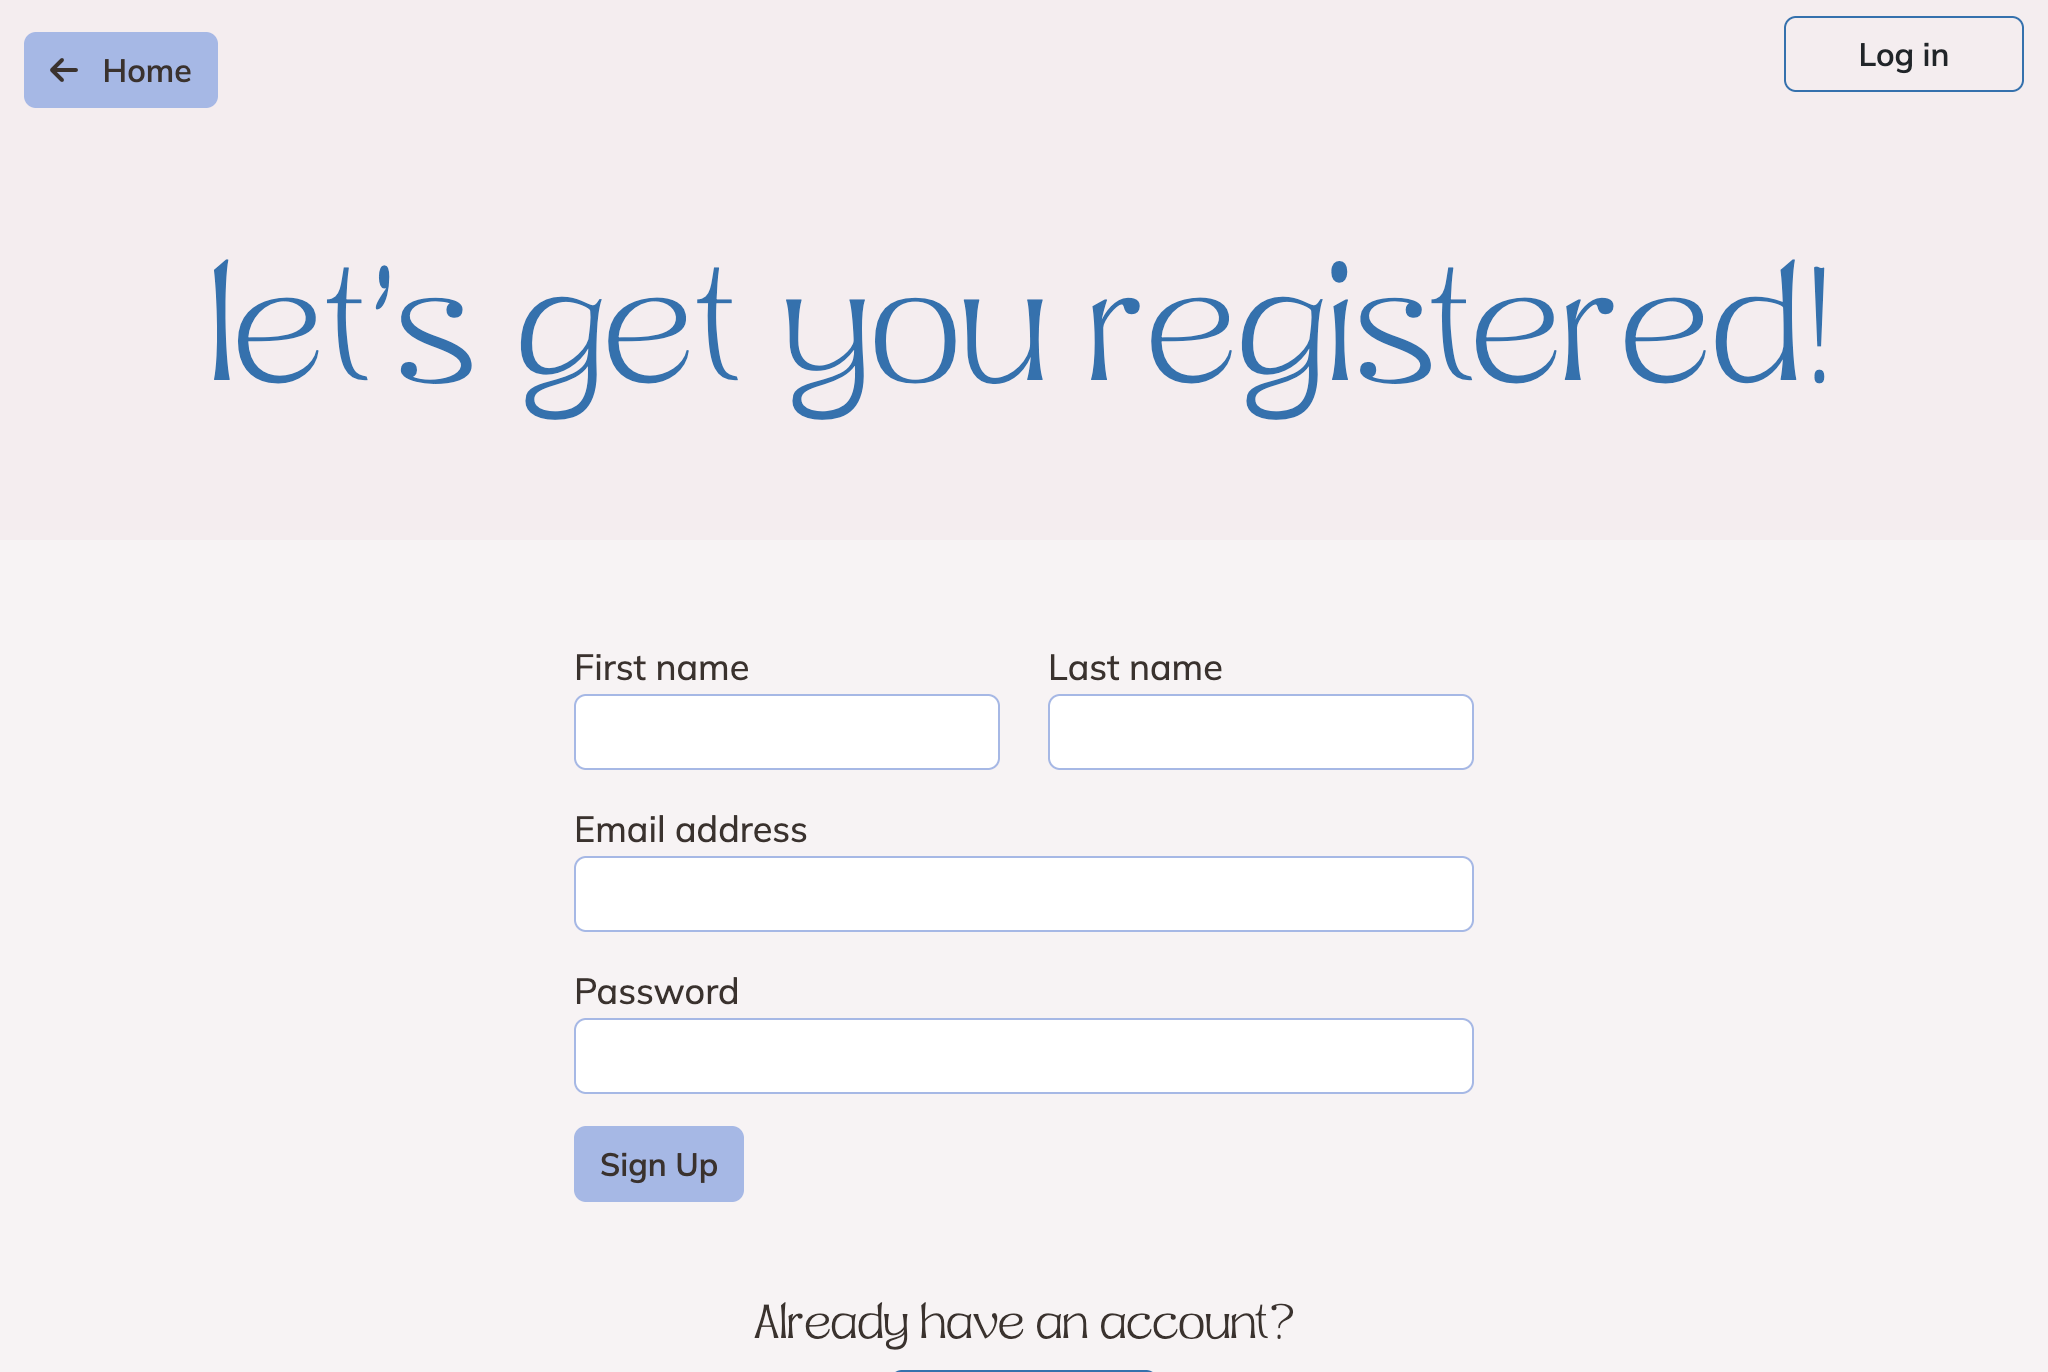 Home
Log in
let's get you registered!
First name
Last name
Email address
Password
Sign Up
Already have an account?